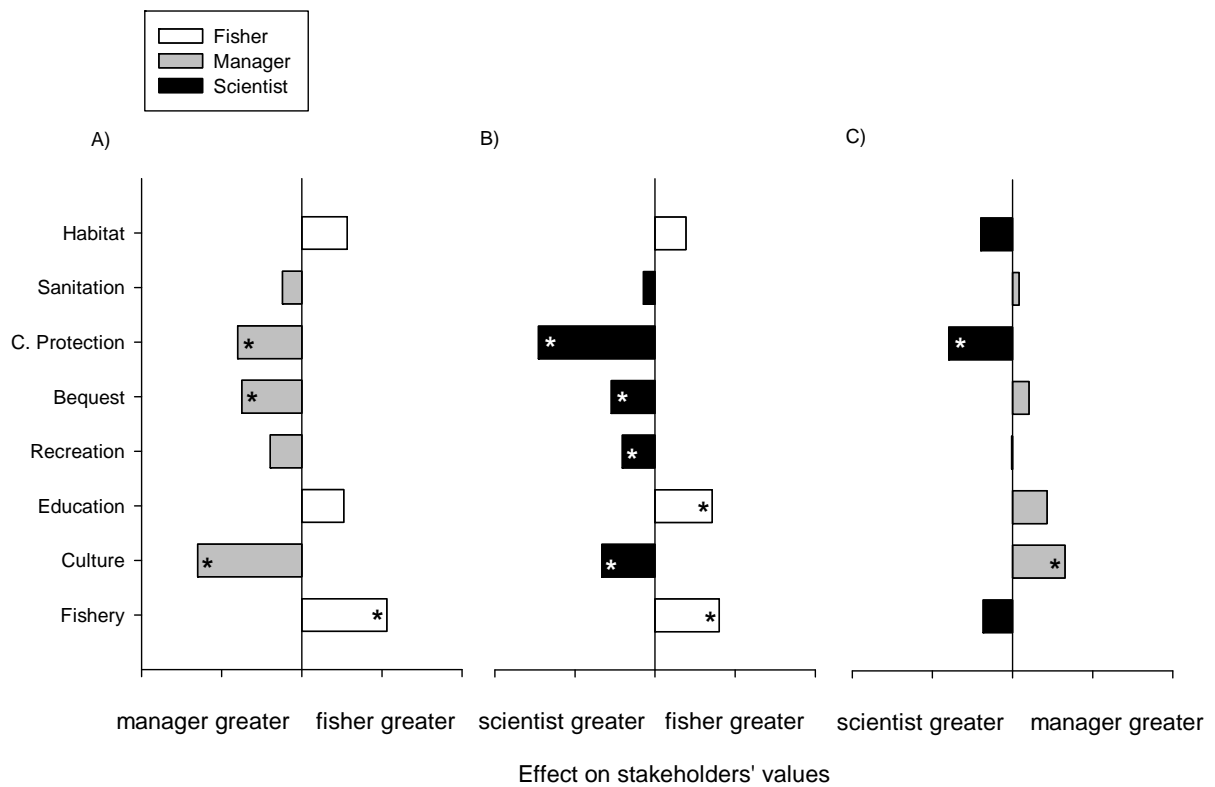 Fisher
Manager
Scientist
A)
B)
C)
Habitat
Sanitation
C. Protection
Bequest
Recreation
Education
Culture
Fishery
*
*
*
*
*
*
*
*
*
*
*
*
manager greater
fisher greater
scientist greater
fisher greater
scientist greater
manager greater
Effect on stakeholders' values